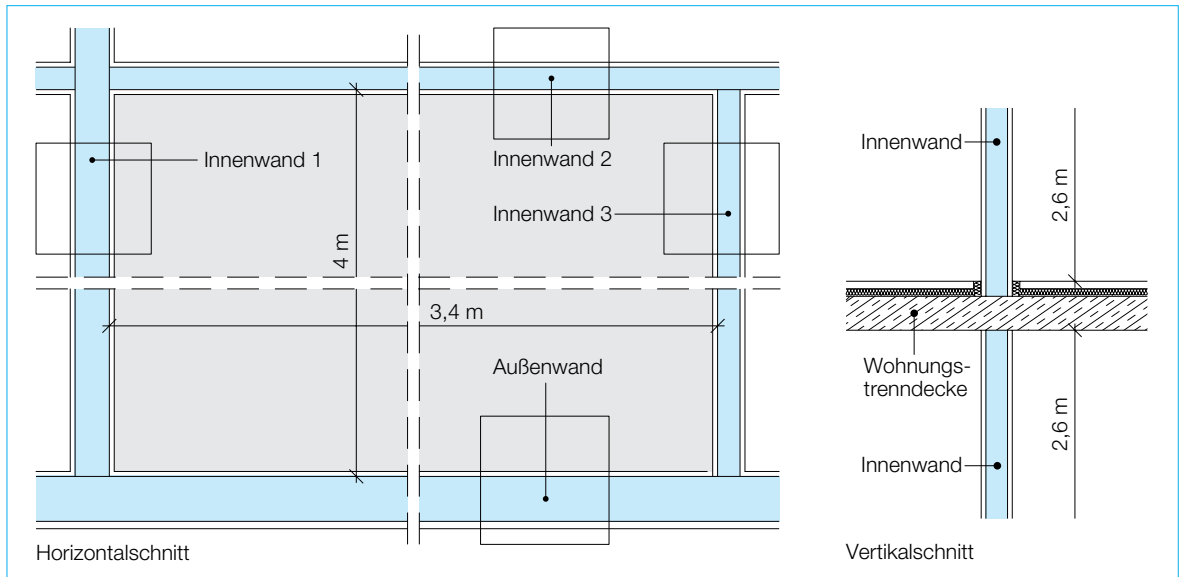 Innenwand 1
Innenwand 2
Innenwand 3
4 m
3,4 m
Außenwand
Horizontalschnitt
Innenwand
2,6 m
Wohnungs-
trenndecke
2,6 m
Innenwand
Vertikalschnitt